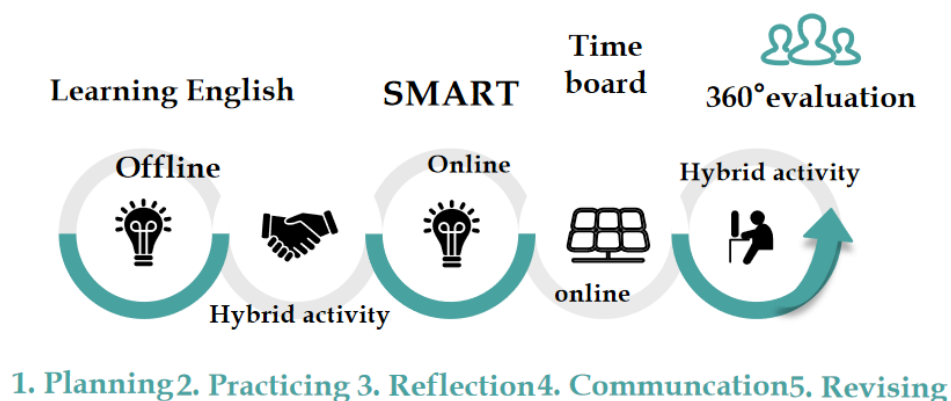 Learning English
SMART
Time
board
360°evaluation
Offline
Hybrid activity
Online
online
Hybrid activity
1. Planning2. Practicing 3. Reflection4. Communcation5. Revising